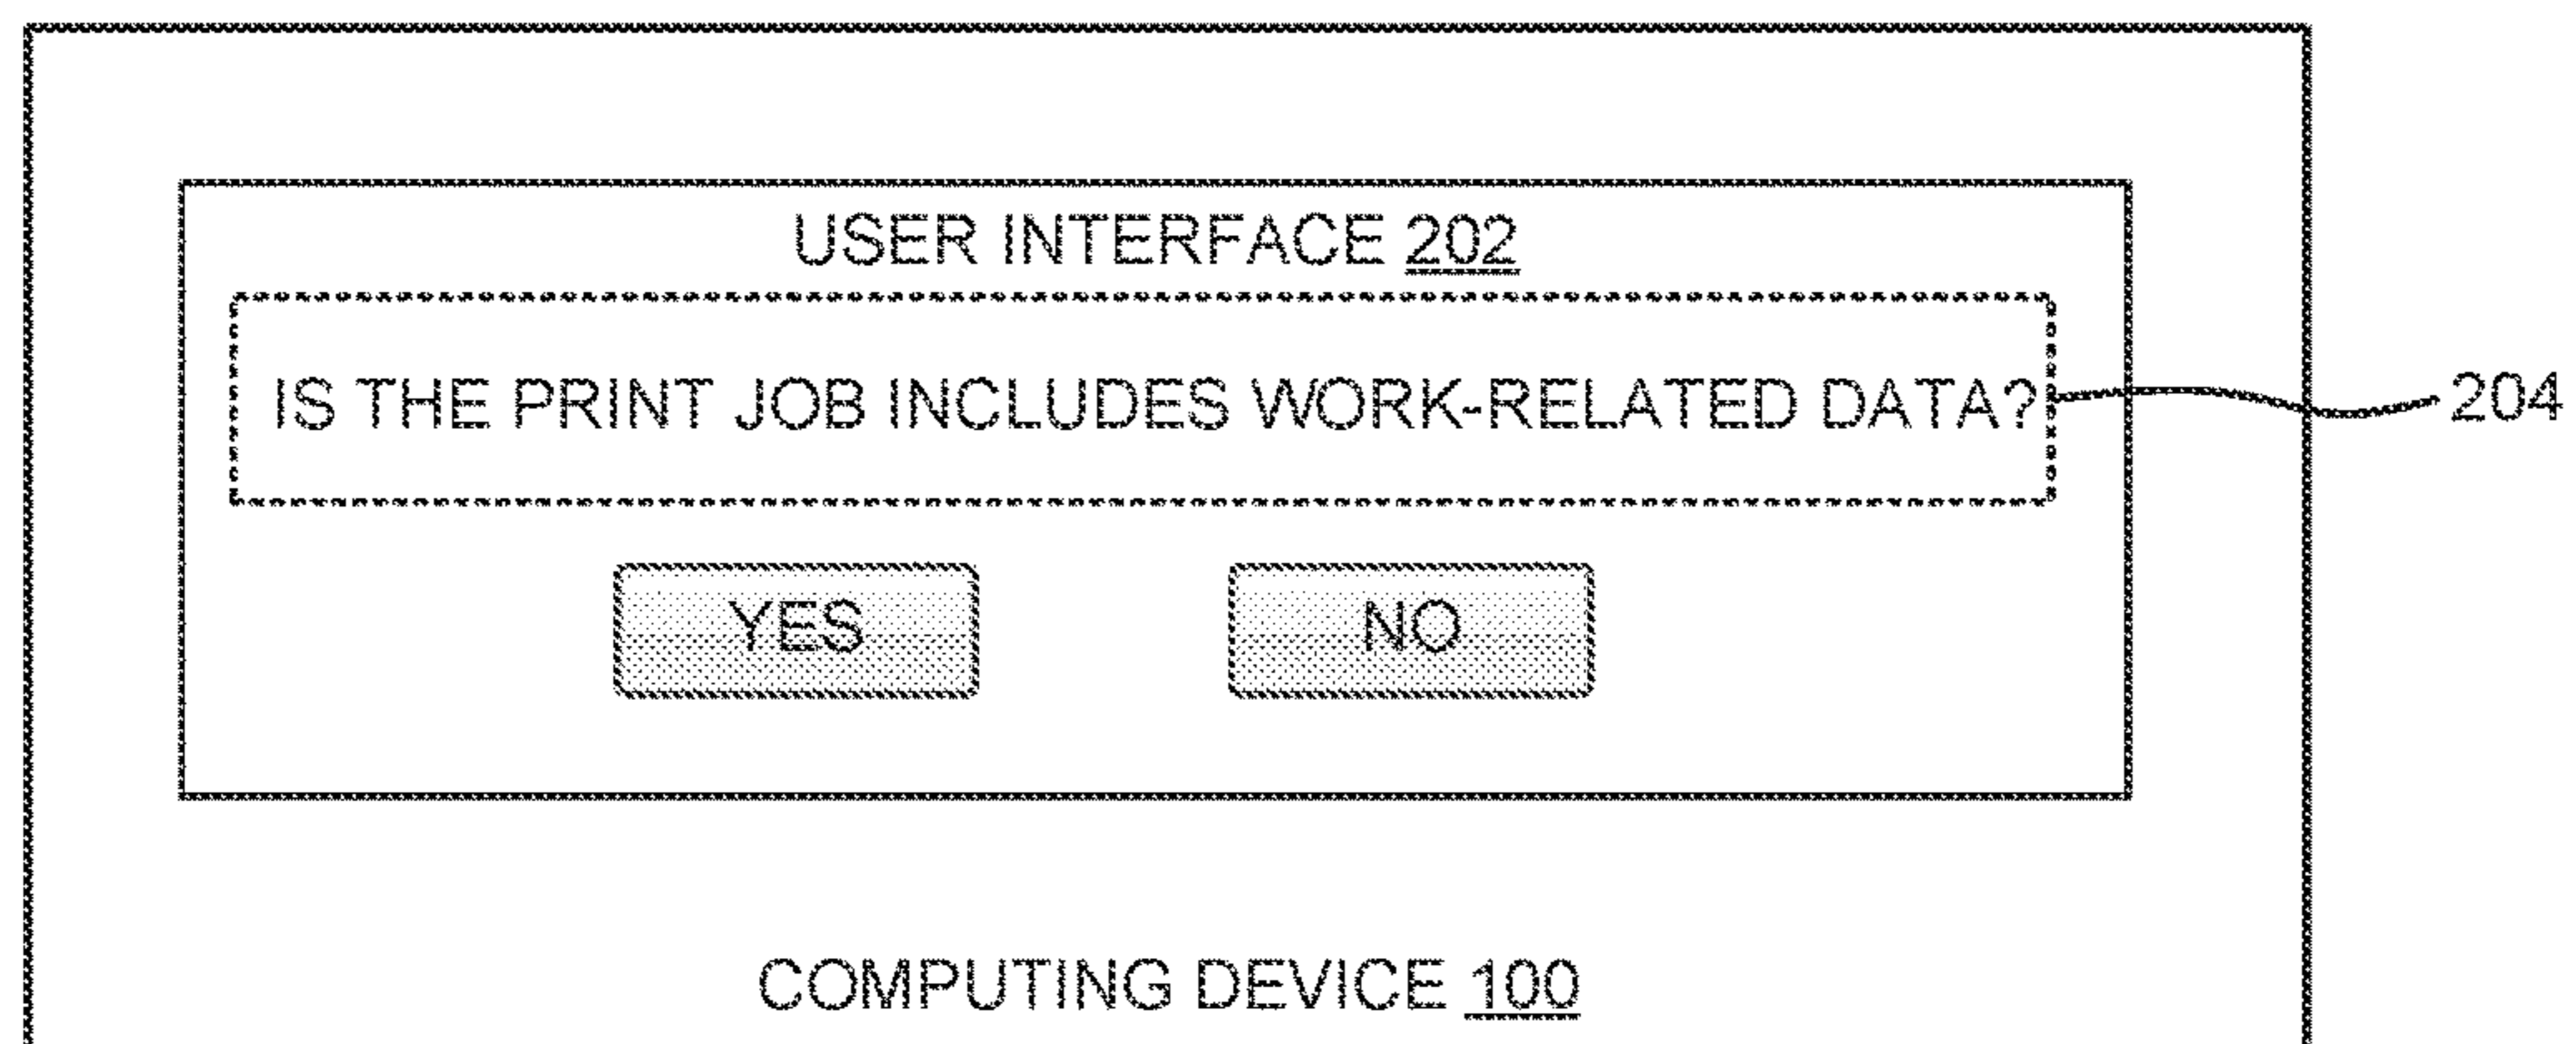 USER INTERFACE 202
IS THE PRINT JOB INCLUDES WORK-RELATED DATA?
204
YES
NO
COMPUTING DEVICE 100